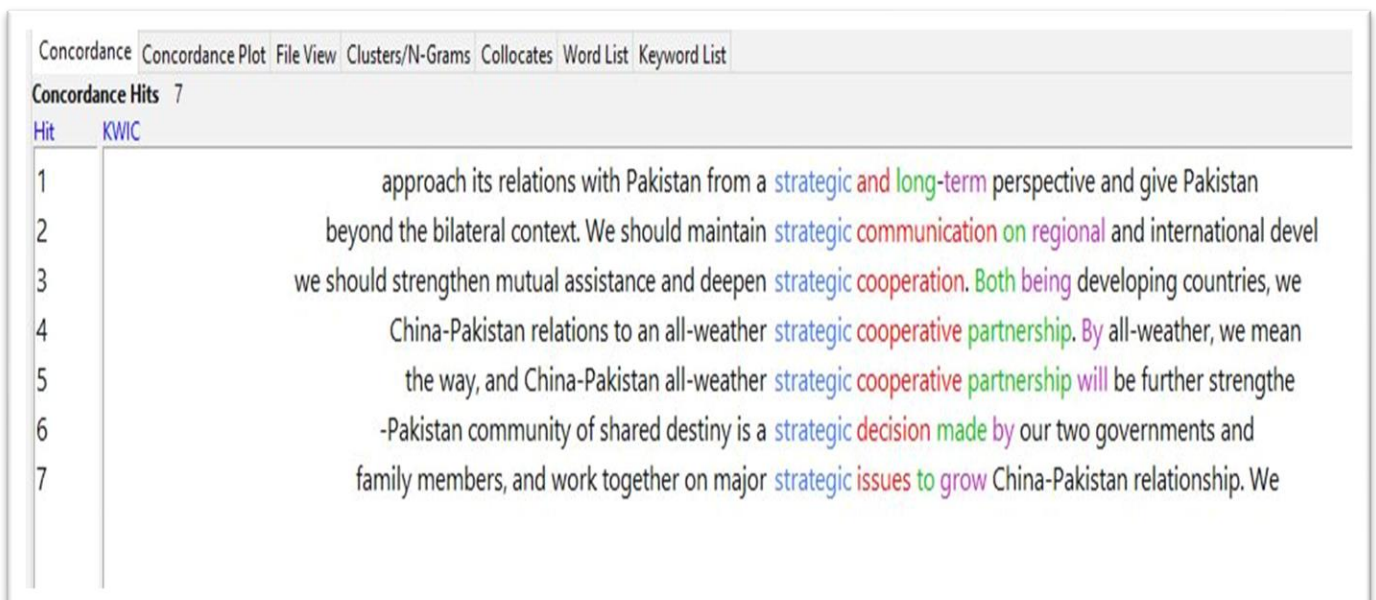 Concordance Concordance Plot File View Clusters/N-Grams Collocates Word List Keyword List
Concordance Hits 7
Hit KWIC
1 approach its relations with Pakistan from a strategic and long-term perspective and give Pakistan
2 beyond the bilateral context. We should maintain strategic communication on regional and international devel
3 we should strengthen mutual assistance and deepen strategic cooperation. Both being developing countries, we
4 China-Pakistan relations to an all-weather strategic cooperative partnership. By all-weather, we mean
5 the way, and China-Pakistan all-weather strategic cooperative partnership will be further strengthe
6 -Pakistan community of shared destiny is a strategic decision made by our two governments and
7 family members, and work together on major strategic issues to grow China-Pakistan relationship. We